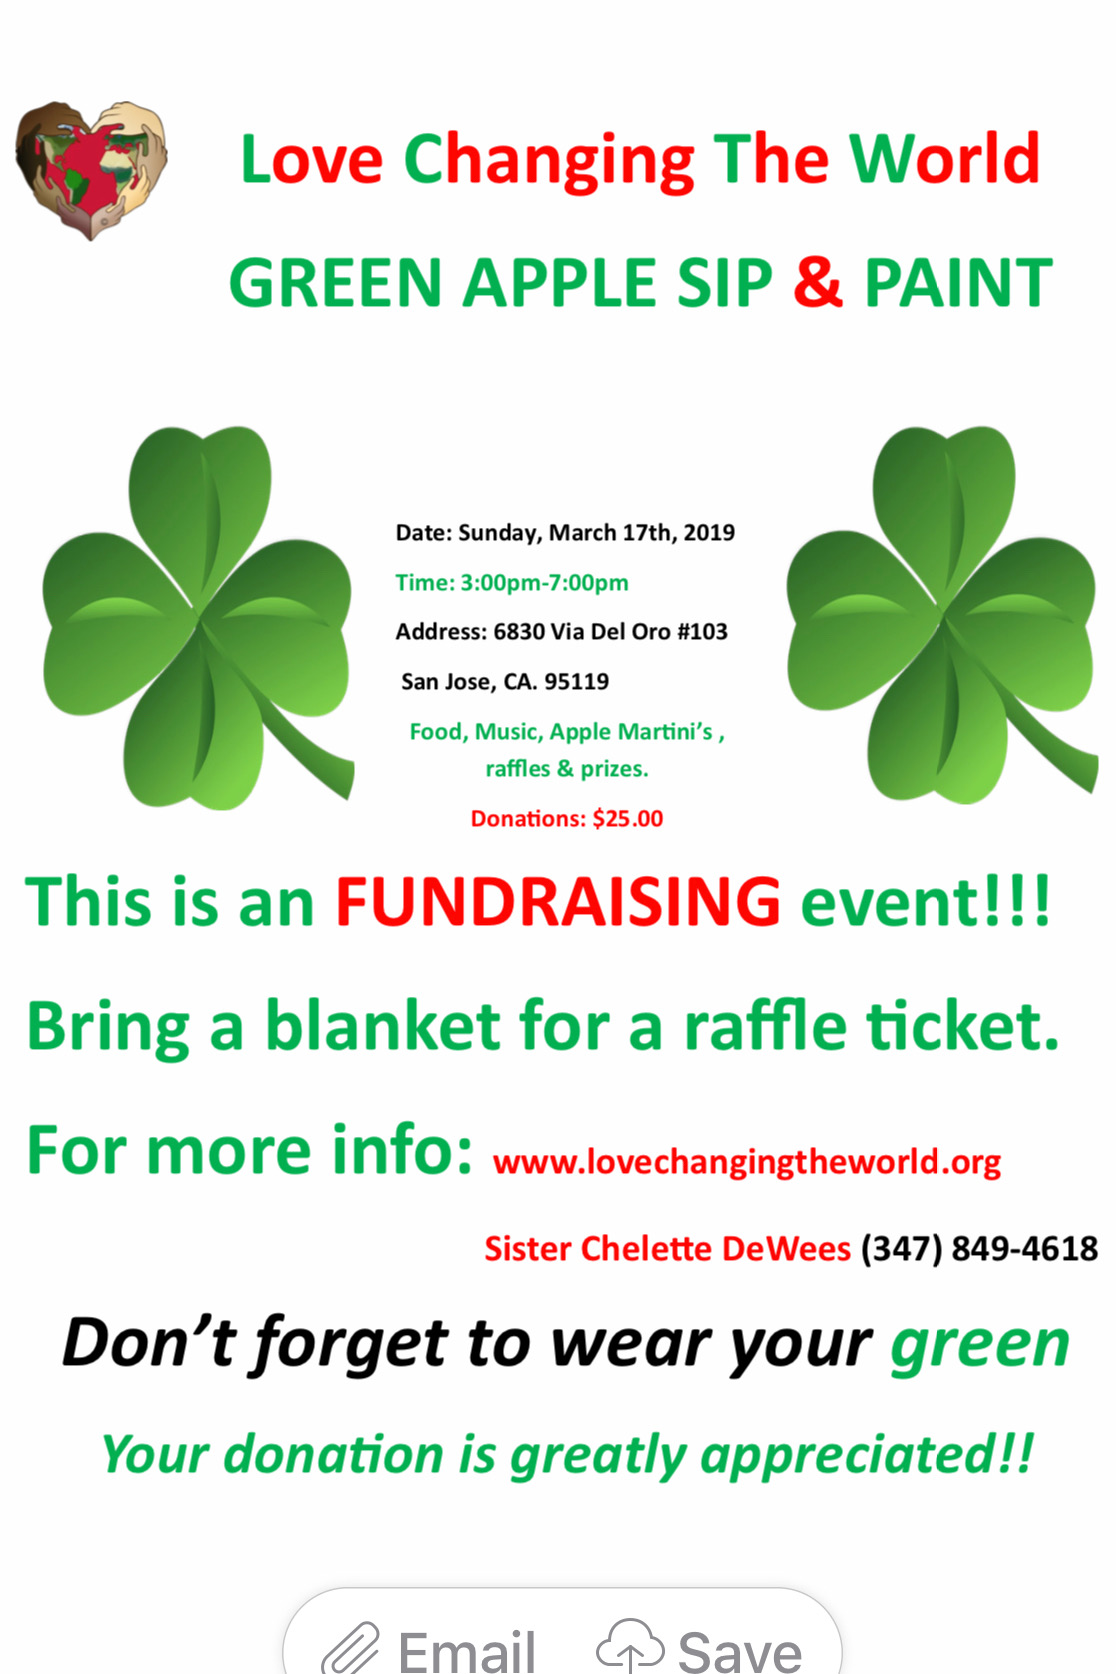 Love Changing The World
GREEN APPLE SIP & PAINT
Date: Sunday, March 17th, 2019
Time: 3:00pm-7:00pm
Address: 6830 Via Del Oro #103
San Jose, CA. 95119
Food, Music, Apple Martini’s ,
raffles & prizes.
Donations: $25.00
This is an FUNDRAISING event!!!
Bring a blanket for a raffle ticket.
For more info: www.lovechangingtheworld.org
Sister Chelette DeWees (347) 849-4618
Don’t forget to wear your green
Your donation is greatly appreciated!!
Email Save